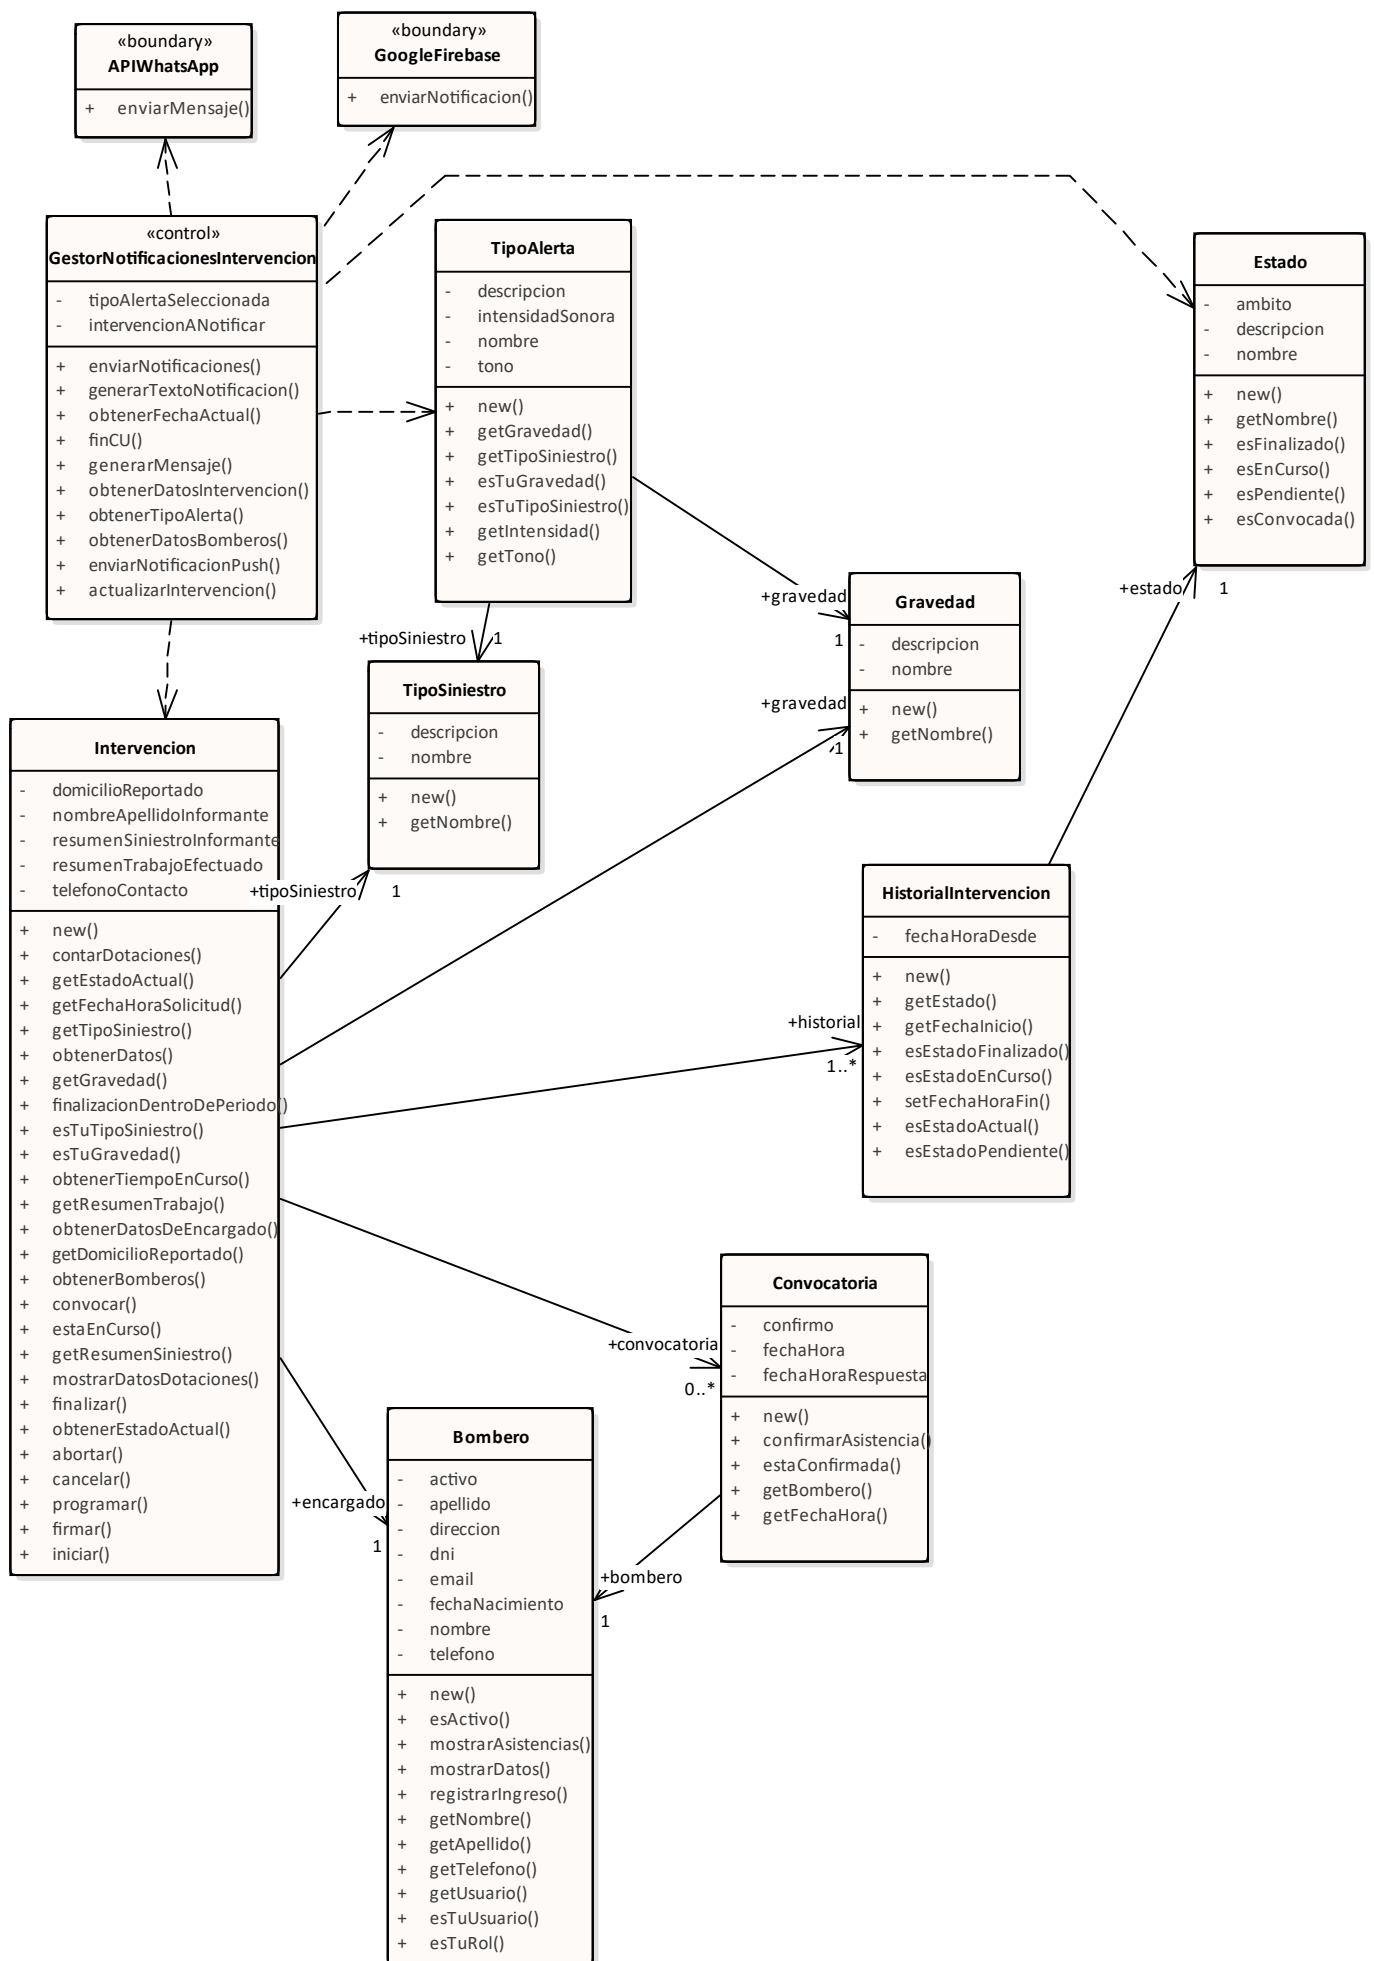 «boundary»
APIWhatsApp
+ enviarMensaje()
«boundary»
GoogleFirebase
+ enviarNotificacion()
«control»
GestorNotificacionesIntervencion
- tipoAlertaSeleccionada
- intervencionANotificar
+ enviarNotificaciones()
+ generarTextoNotificacion()
+ obtenerFechaActual()
+ finCU()
+ generarMensaje()
+ obtenerDatosIntervencion()
+ obtenerTipoAlerta()
+ obtenerDatosBomberos()
+ enviarNotificacionPush()
+ actualizarIntervencion()
TipoAlerta
- descripcion
- intensidadSonora
- nombre
- tono
+ new()
+ getGravedad()
+ getTipoSiniestro()
+ esTuGravedad()
+ esTuTipoSiniestro()
+ getIntensidad()
+ getTono()
Estado
- ambito
- descripcion
- nombre
+ new()
+ getNombre()
+ esFinalizado()
+ esEnCurso()
+ esPendiente()
+ esConvocada()
+estado
1
+gravedad
1
Gravedad
- descripcion
- nombre
+ new()
+ getNombre()
+gravedad
1
+tipoSiniestro
1
TipoSiniestro
- descripcion
- nombre
+ new()
+ getNombre()
+tipoSiniestro
1
Intervencion
- domicilioReportado
- nombreApellidoInformante
- resumenSiniestroInformante
- resumenTrabajoEfectuado
- telefonoContacto
+ new()
+ contarDotaciones()
+ getEstadoActual()
+ getFechaHoraSolicitud()
+ getTipoSiniestro()
+ obtenerDatos()
+ getGravedad()
+ finalizacionDentroDePeriodo()
+ esTuTipoSiniestro()
+ esTuGravedad()
+ obtenerTiempoEnCurso()
+ getResumenTrabajo()
+ obtenerDatosDeEncargado()
+ getDomicilioReportado()
+ obtenerBomberos()
+ convocar()
+ estaEnCurso()
+ getResumenSiniestro()
+ mostrarDatosDotaciones()
+ finalizar()
+ obtenerEstadoActual()
+ abortar()
+ cancelar()
+ programar()
+ firmar()
+ iniciar()
HistorialIntervencion
- fechaHoraDesde
+ new()
+ getEstado()
+ getFechaInicio()
+ esEstadoFinalizado()
+ esEstadoEnCurso()
+ setFechaHoraFin()
+ esEstadoActual()
+ esEstadoPendiente()
+historial
1..*
Convocatoria
- confirmo
- fechaHora
- fechaHoraRespuesta
+ new()
+ confirmarAsistencia()
+ estaConfirmada()
+ getBombero()
+ getFechaHora()
+convocatoria
0..*
+encargado
1
+bombero
1
Bombero
- activo
- apellido
- direccion
- dni
- email
- fechaNacimiento
- nombre
- telefono
+ new()
+ esActivo()
+ mostrarAsistencias()
+ mostrarDatos()
+ registrarIngreso()
+ getNombre()
+ getApellido()
+ getTelefono()
+ getUsuario()
+ esTuUsuario()
+ esTuRol()